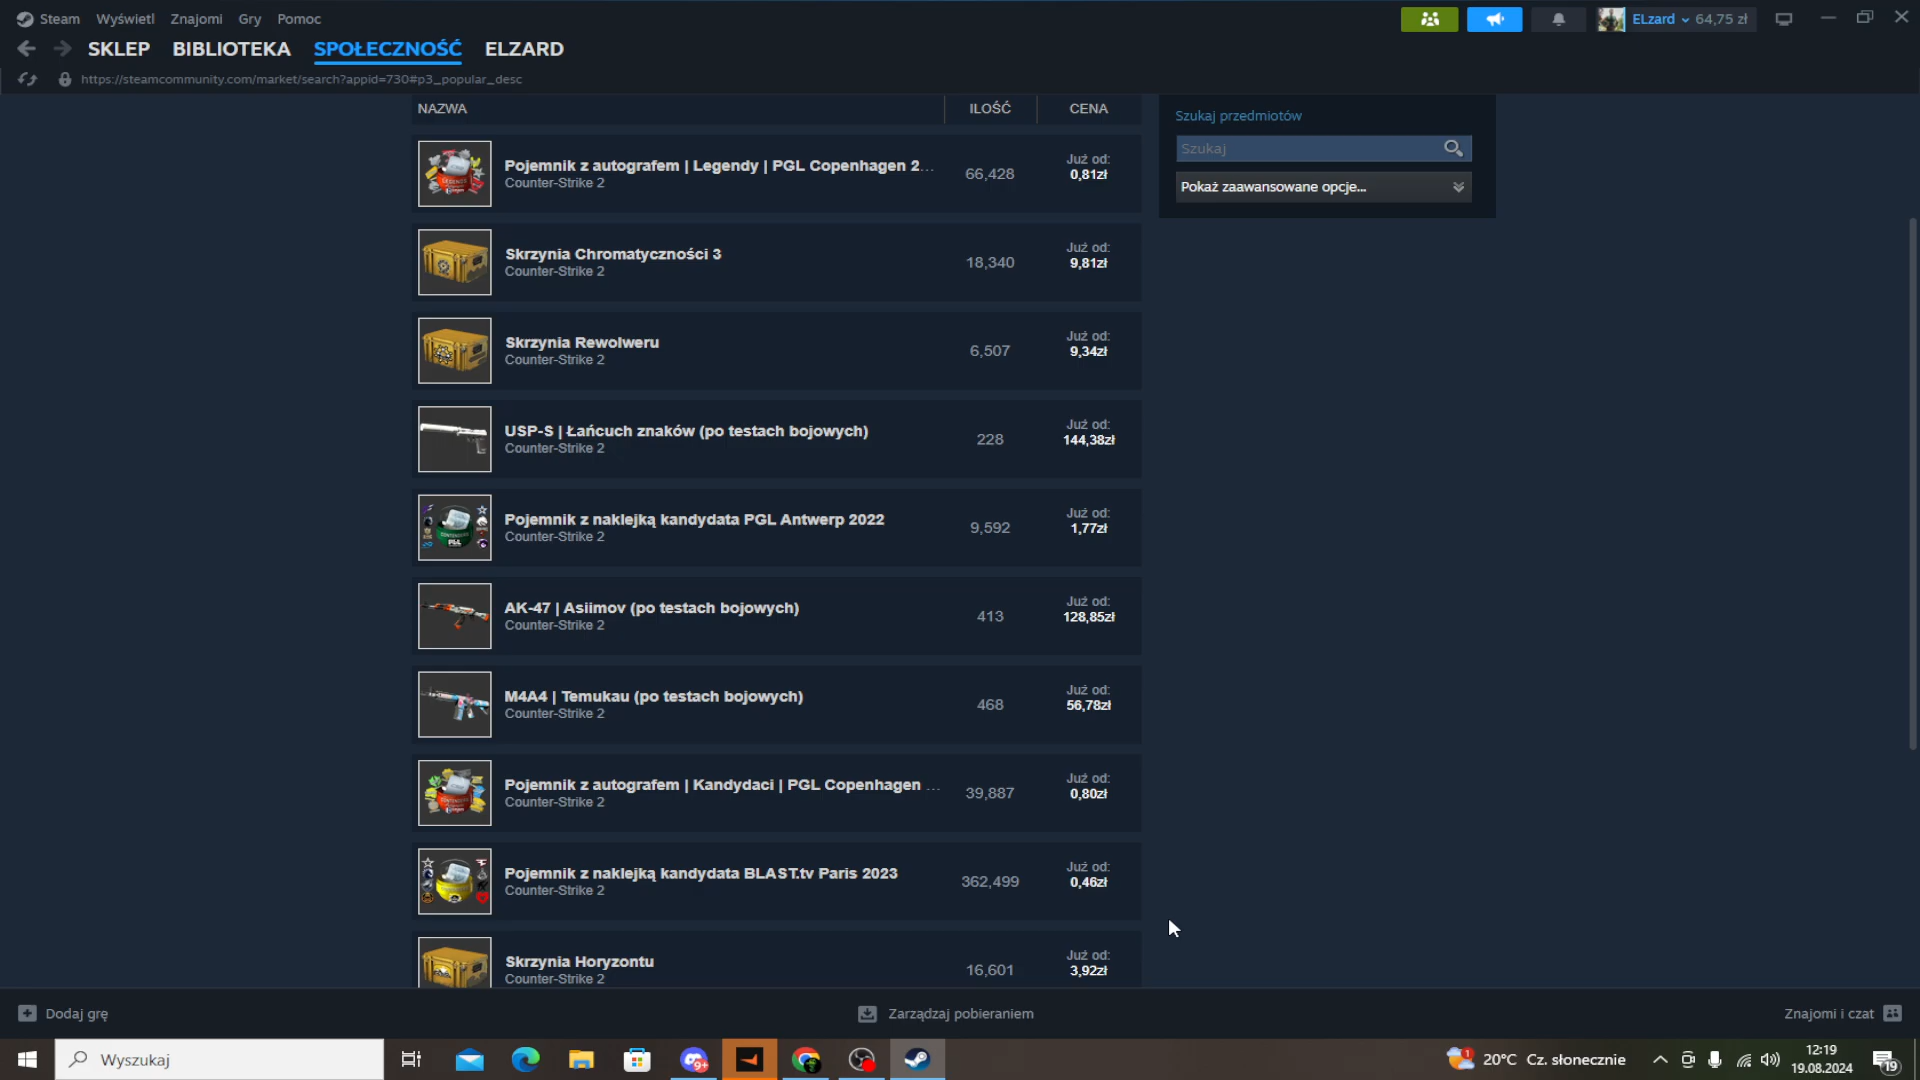 Steam Wyświetl Znajomi Gry Pomoc
ELzard 64,75 zł
SKLEP BIBLIOTEKA SPOŁECZNOŚĆ ELZARD
https://steamcommunity.com/market/search?appid=730#p3_popular_desc
NAZWA ILOŚĆ CENA
Szukaj przedmiotów
Szukaj
Pokaż zaawansowane opcje...
Pojemnik z autografem | Legendy | PGL Copenhagen 2...
Counter-Strike 2
66,428
Już od:
0,81zł
Skrzynia Chromatyczności 3
Counter-Strike 2
18,340
Już od:
9,81zł
Skrzynia Rewolweru
Counter-Strike 2
6,507
Już od:
9,34zł
USP-S | Łańcuch znaków (po testach bojowych)
Counter-Strike 2
228
Już od:
144,38zł
Pojemnik z naklejką kandydata PGL Antwerp 2022
Counter-Strike 2
9,592
Już od:
1,77zł
AK-47 | Asiimov (po testach bojowych)
Counter-Strike 2
413
Już od:
128,85zł
M4A4 | Temukau (po testach bojowych)
Counter-Strike 2
468
Już od:
56,78zł
Pojemnik z autografem | Kandydaci | PGL Copenhagen ...
Counter-Strike 2
39,887
Już od:
0,80zł
Pojemnik z naklejką kandydata BLAST.tv Paris 2023
Counter-Strike 2
362,499
Już od:
0,46zł
Skrzynia Horyzontu
Counter-Strike 2
16,601
Już od:
3,92zł
Dodaj grę
Zarządzaj pobieraniem
Znajomi i czat
Wyszukaj
9+
1
20°C Cz. słonecznie
12:19
19.08.2024
19